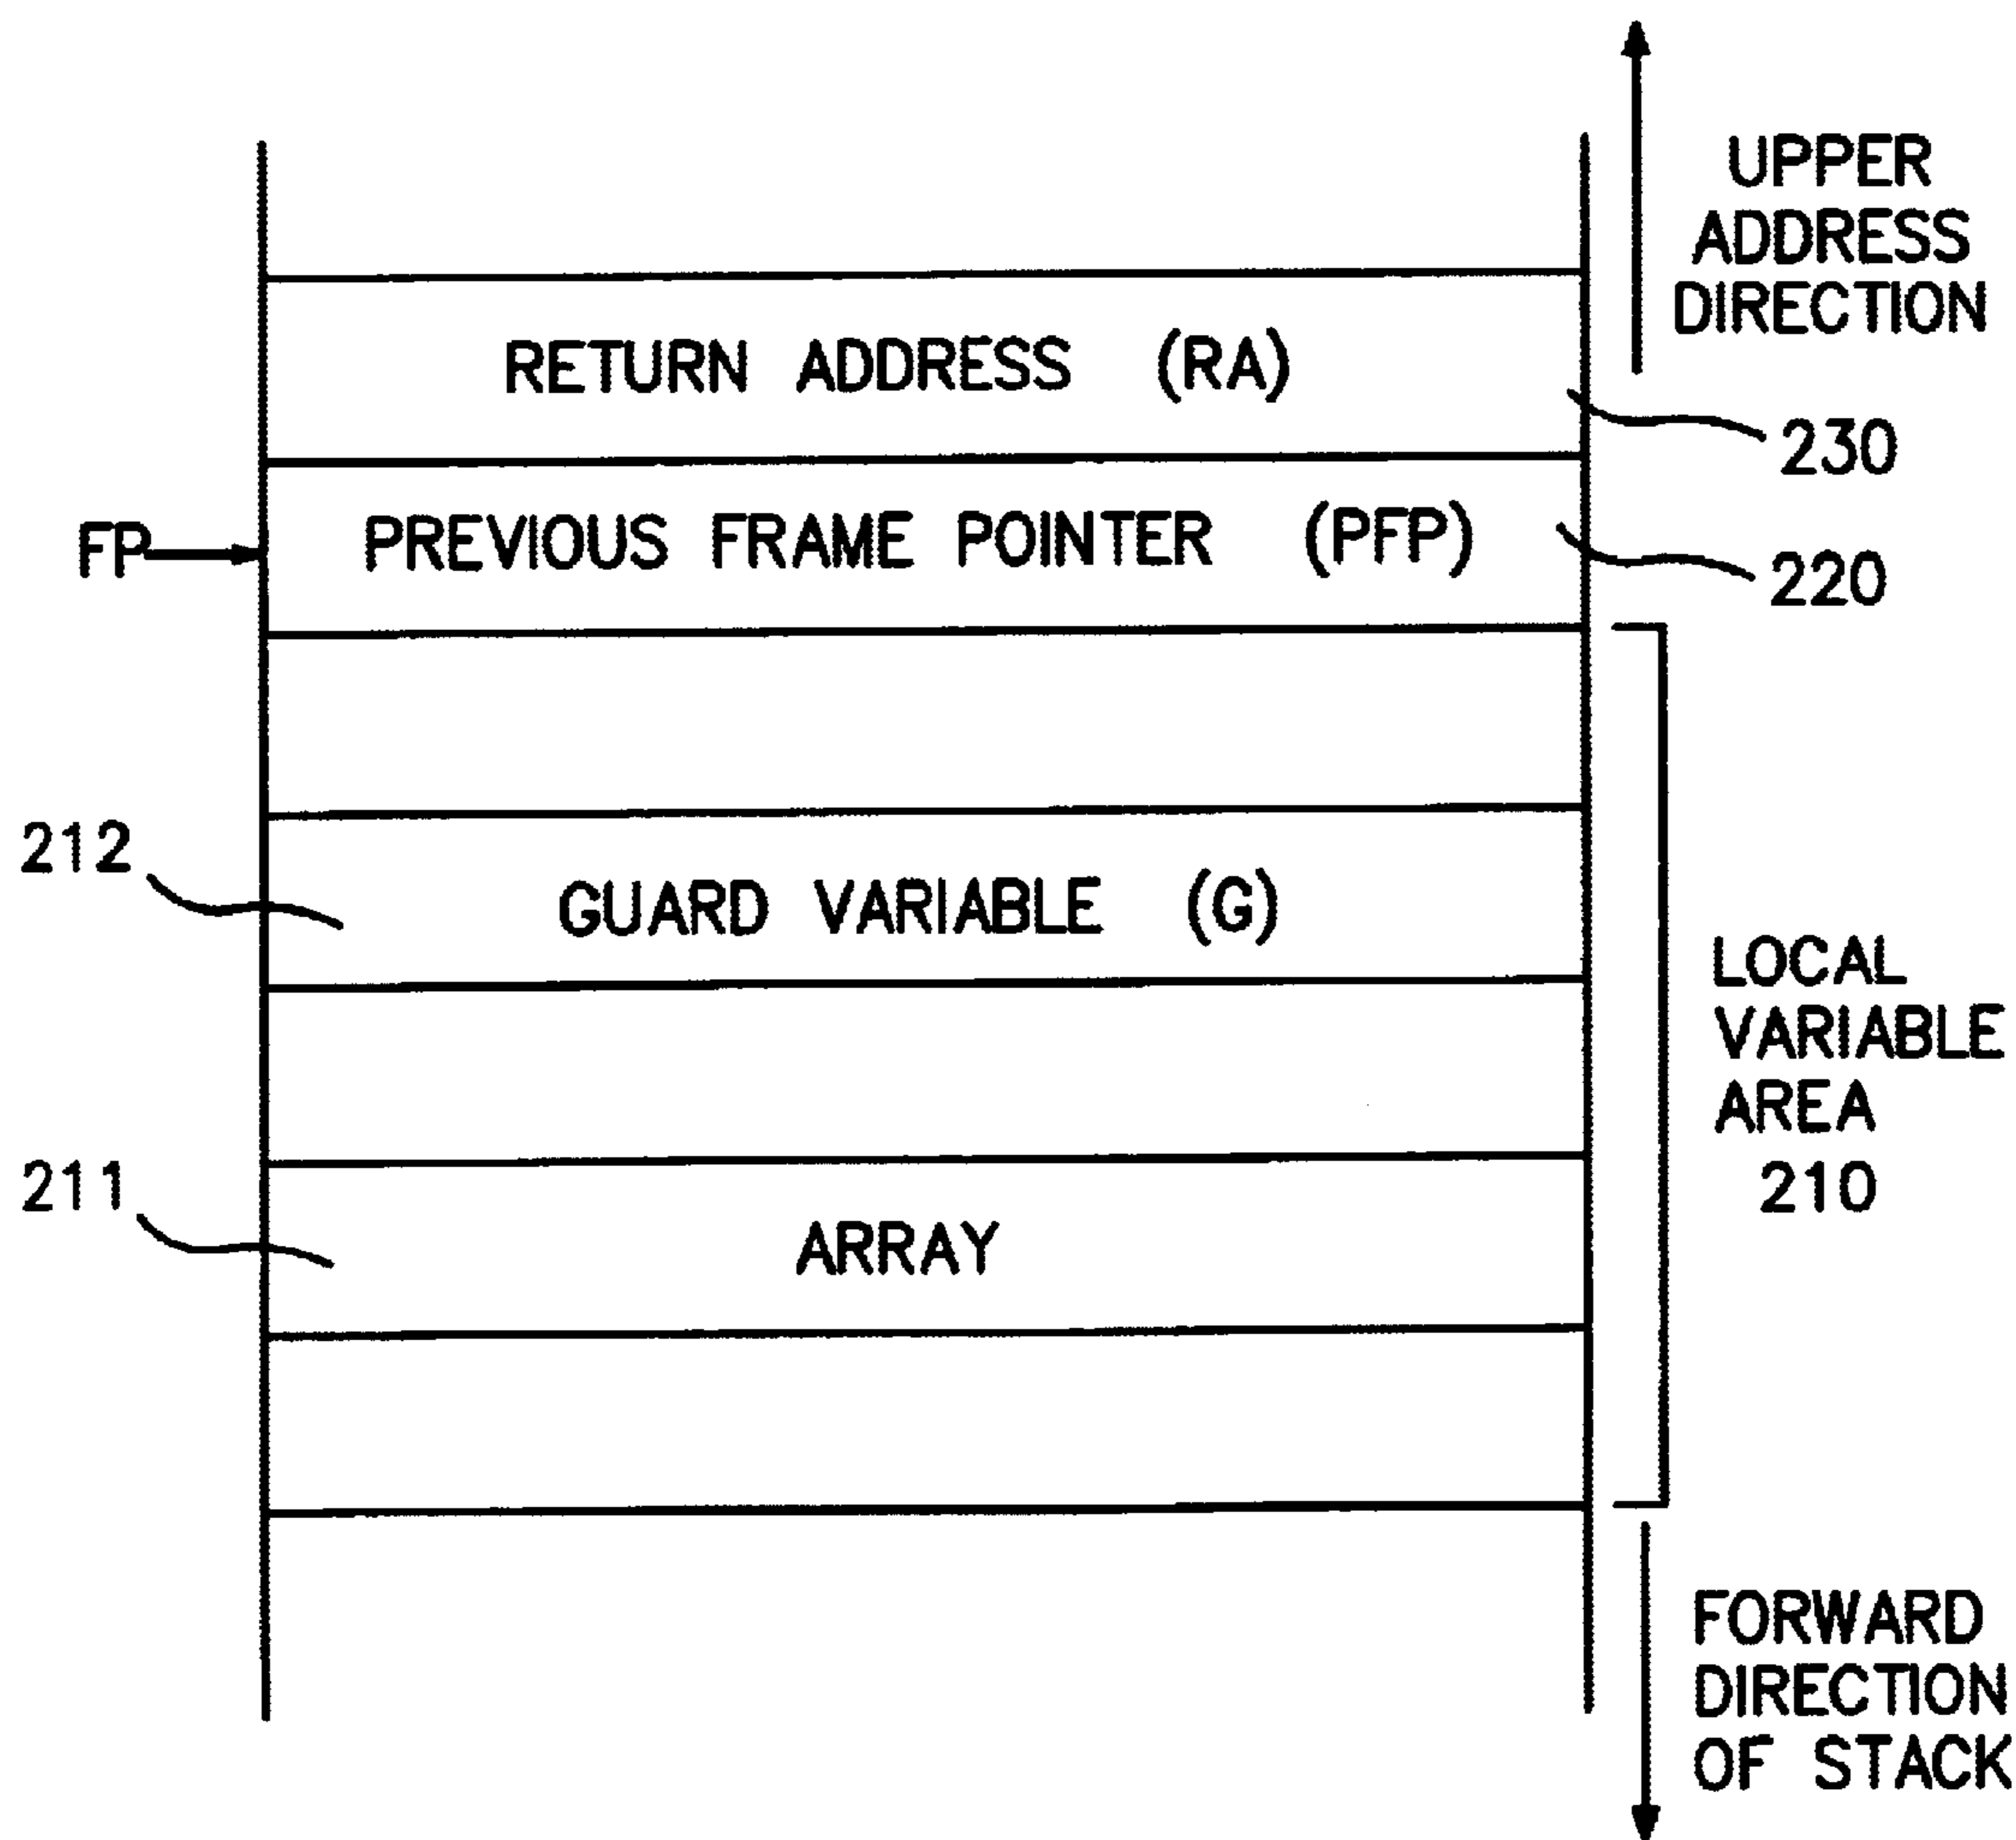 UPPER
ADDRESS
DIRECTION
RETURN ADDRESS (RA)
230
FP
PREVIOUS FRAME POINTER (PFP)
220
212
GUARD VARIABLE (G)
LOCAL
VARIABLE
AREA
210
211
ARRAY
FORWARD
DIRECTION
OF STACK